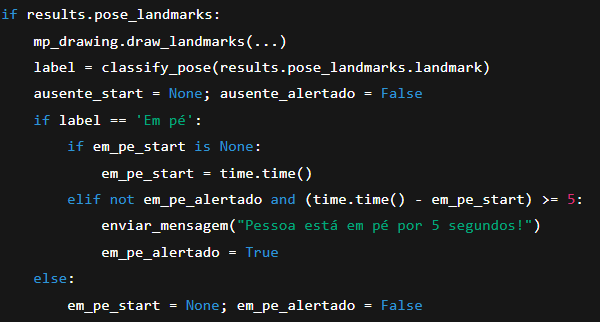 if results.pose_landmarks:
    mp_drawing.draw_landmarks(...)
    label = classify_pose(results.pose_landmarks.landmark)
    ausente_start = None; ausente_alertado = False
    if label == 'Em pé':
        if em_pe_start is None:
            em_pe_start = time.time()
        elif not em_pe_alertado and (time.time() - em_pe_start) >= 5:
            enviar_mensagem("Pessoa está em pé por 5 segundos!")
            em_pe_alertado = True
    else:
        em_pe_start = None; em_pe_alertado = False